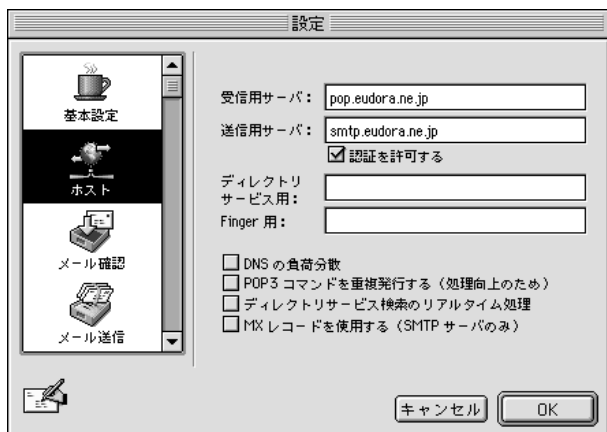 設定
基本設定
ホスト
メール確認
メール送信
受信用サーバ： pop.eudora.ne.jp
送信用サーバ： smtp.eudora.ne.jp
認証を許可する
ディレクトリ
サービス用：
Finger 用：
DNS の負荷分散
POP3 コマンドを重複発行する（処理向上のため）
ディレクトリサービス検索のリアルタイム処理
MX レコードを使用する（SMTP サーバのみ）
キャンセル
OK